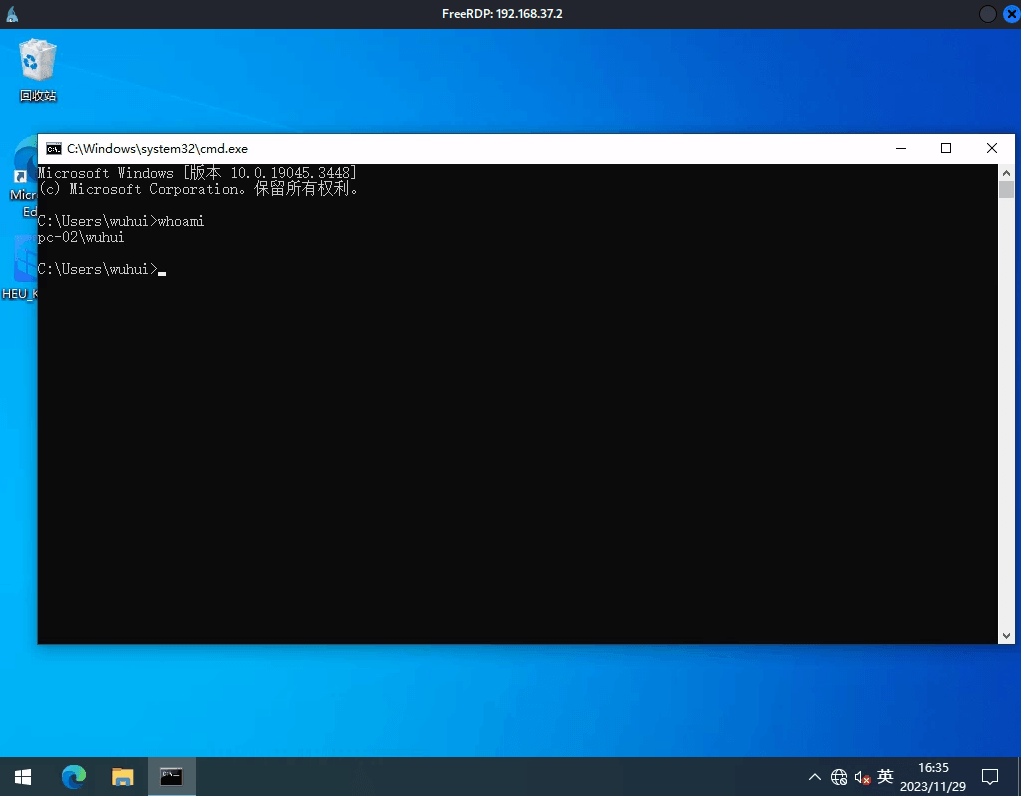 FreeRDP: 192.168.37.2
回收站
C:\Windows\system32\cmd.exe
Microsoft Windows [版本 10.0.19045.3448]
(c) Microsoft Corporation。保留所有权利。
C:\Users\wuhui>whoami
pc-02\wuhui
C:\Users\wuhui>
Micr
Ed
HEU_K
英
16:35
2023/11/29